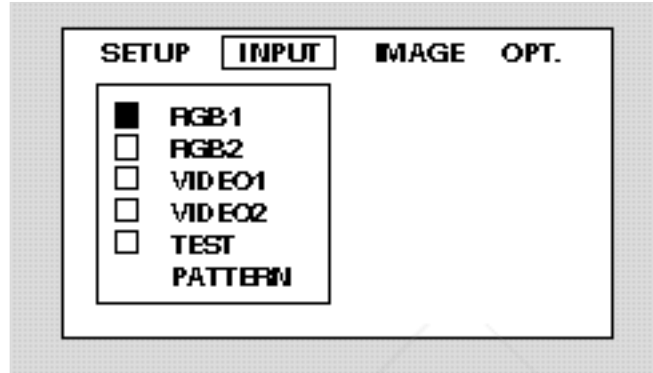 SETUP INPUT IMAGE OPT.
RGB1
RGB2
VIDEO1
VIDEO2
TEST
PATTERN